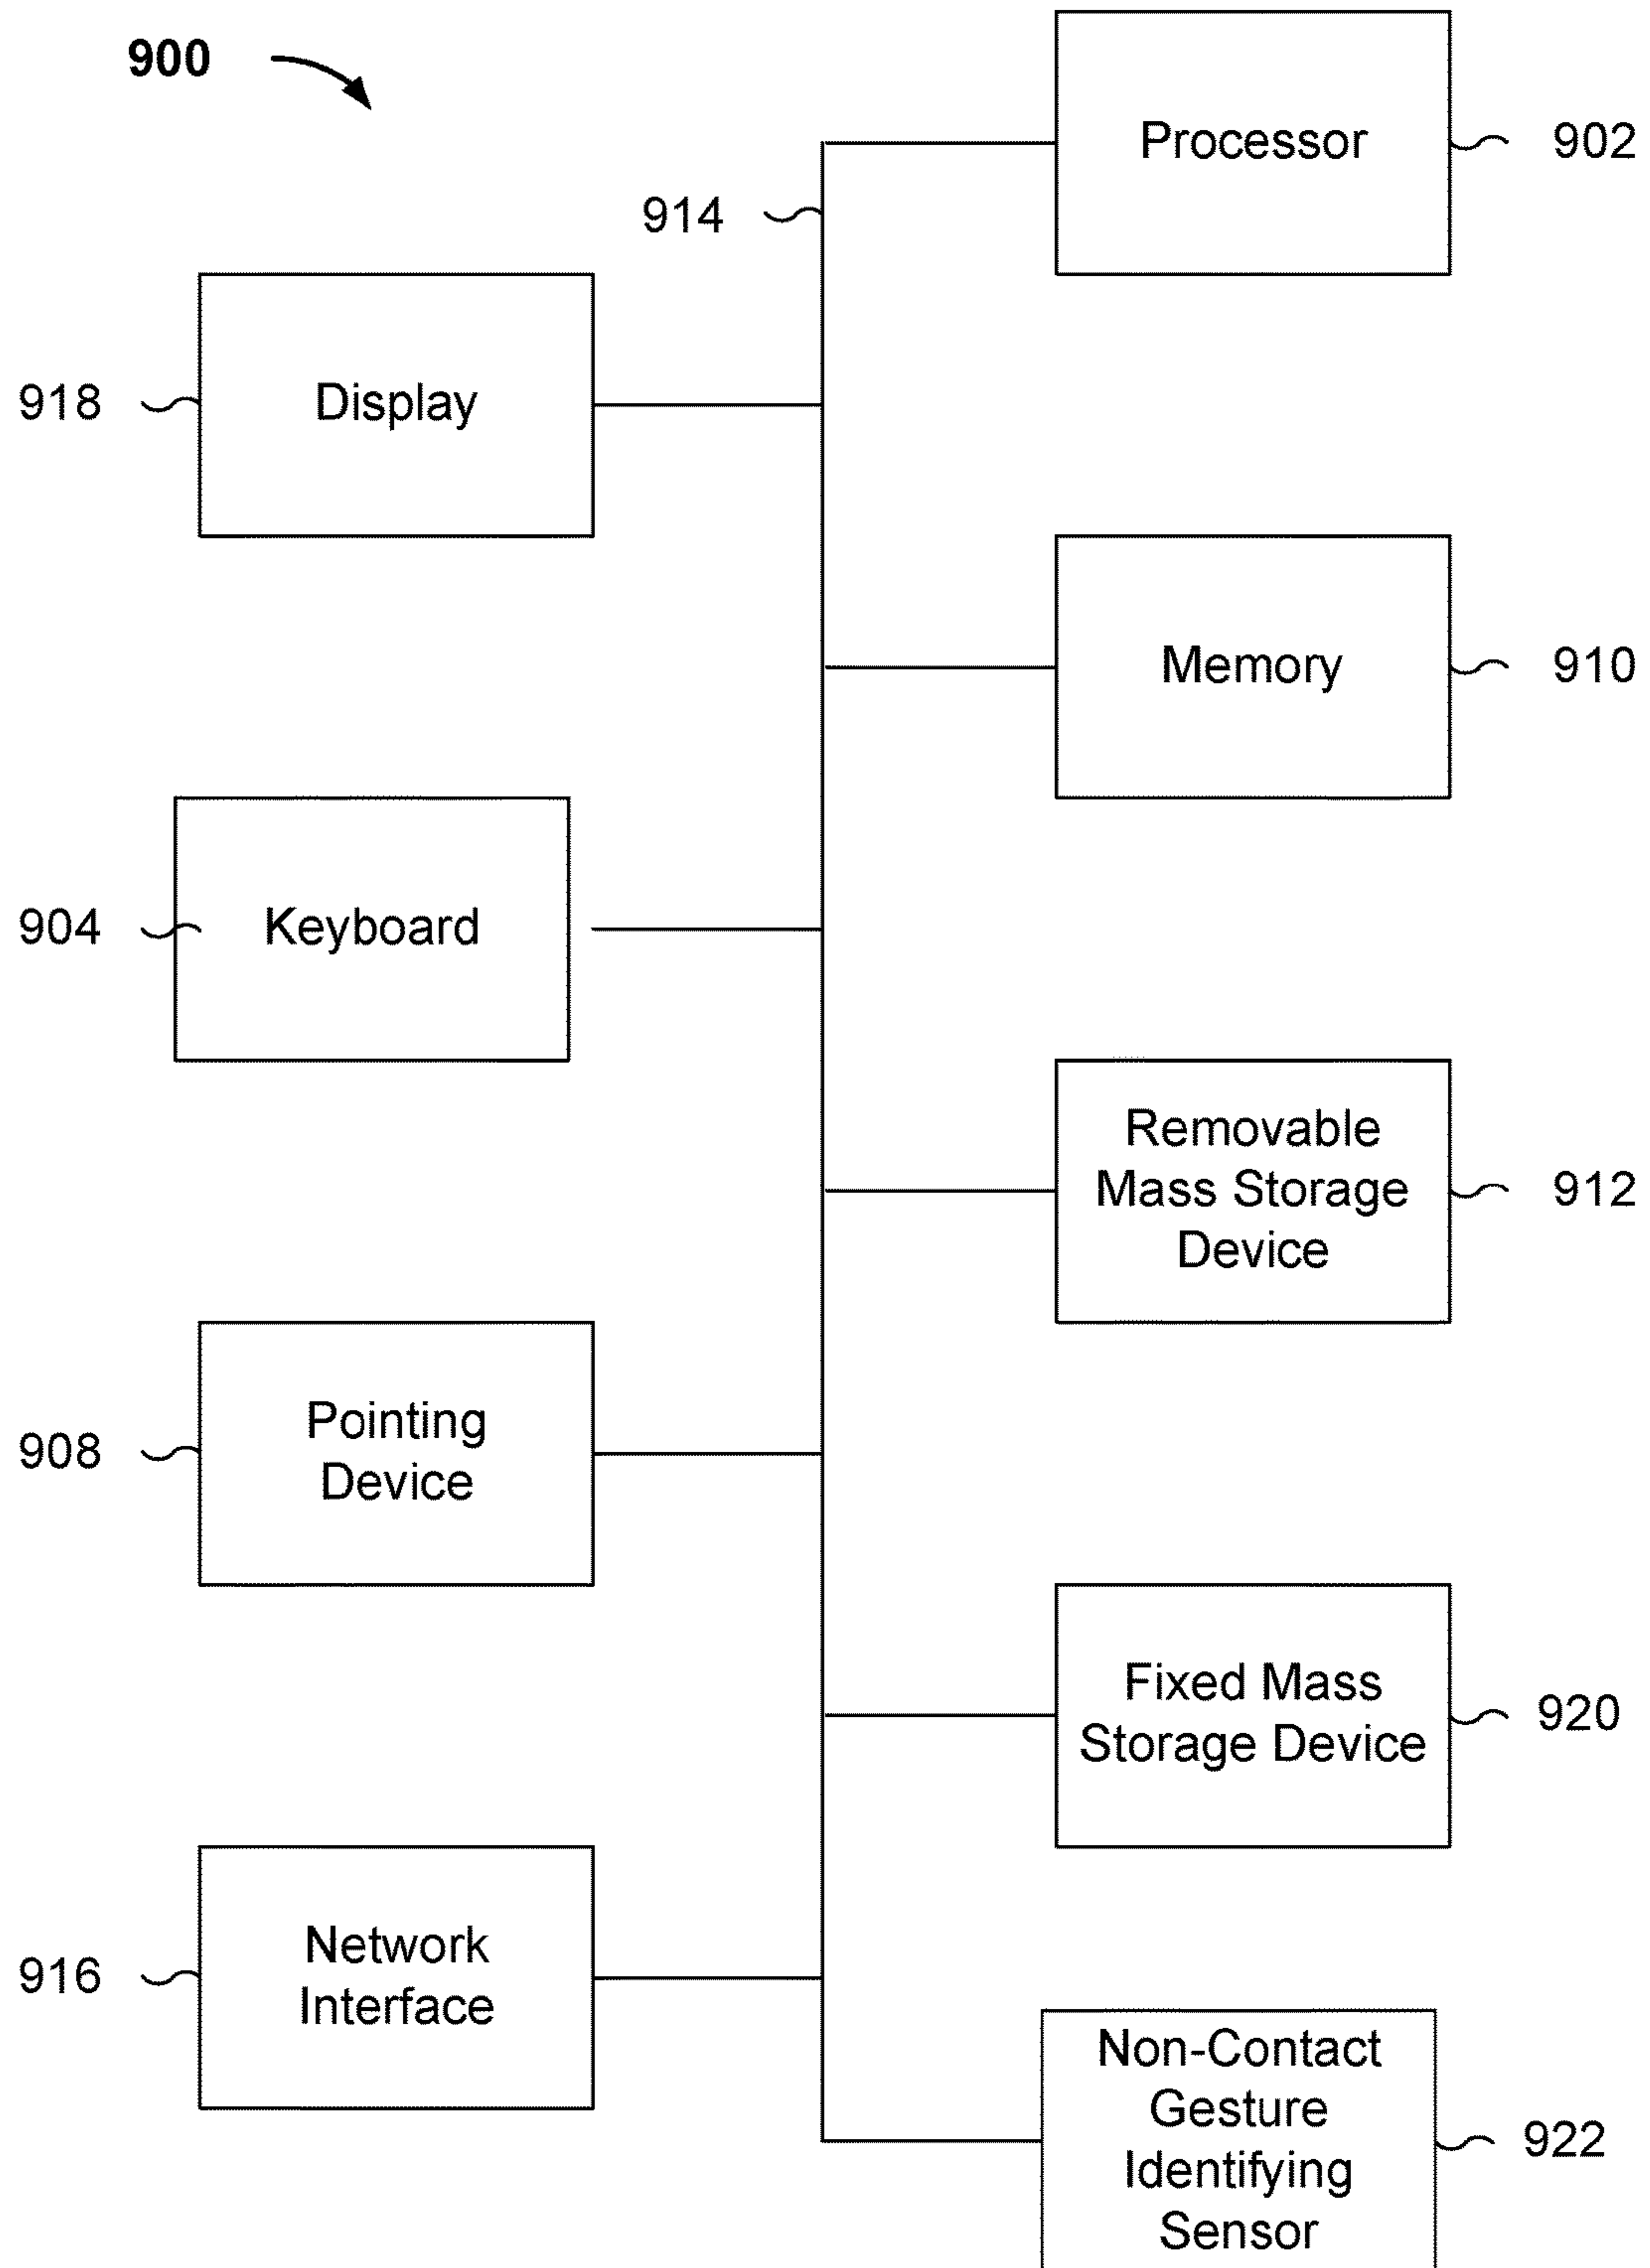 900
Processor
902
914
Display
918
Memory
910
Keyboard
904
Removable
Mass Storage
Device
912
Pointing
Device
908
Fixed Mass
Storage Device
920
Network
Interface
916
Non-Contact
Gesture
Identifying
Sensor
922